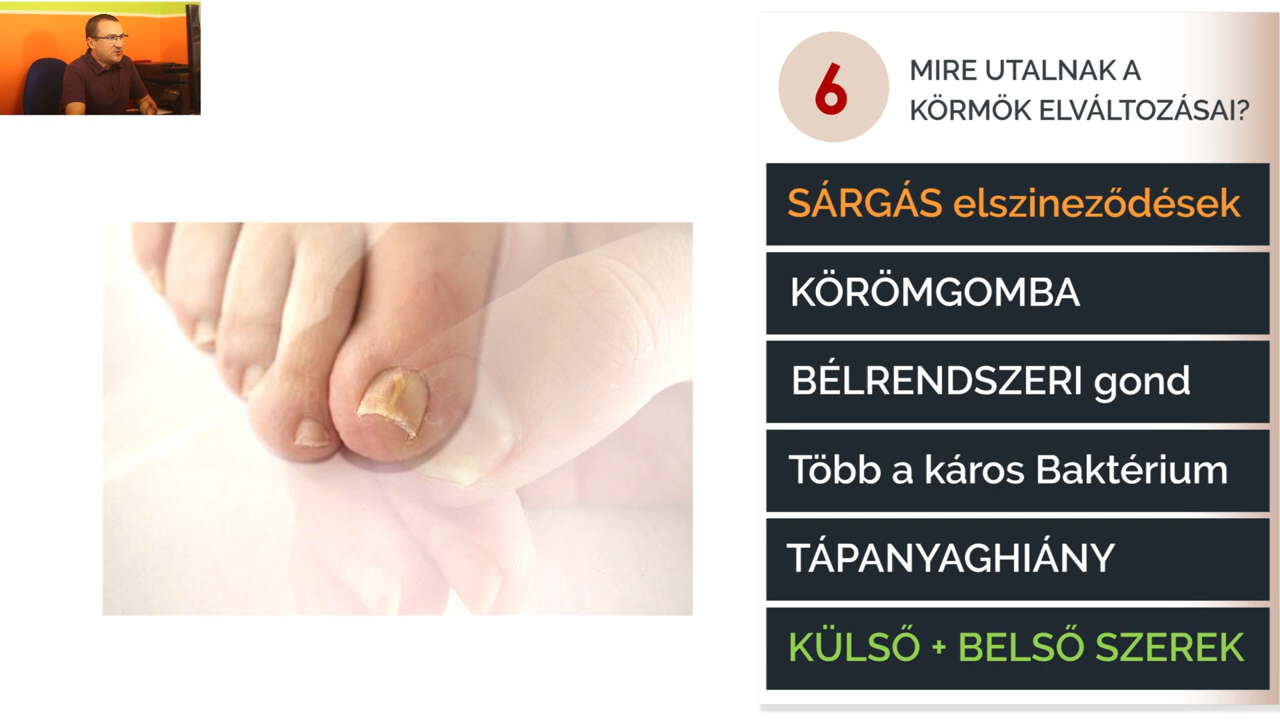 6
MIRE UTALNAK A
KÖRMÖK ELVÁLTOZÁSAI?
SÁRGÁS elszineződések
KÖRÖMGOMBA
BÉLRENDSZERI gond
Több a káros Baktérium
TÁPANYAGHIÁNY
KÜLSŐ + BELSŐ SZEREK